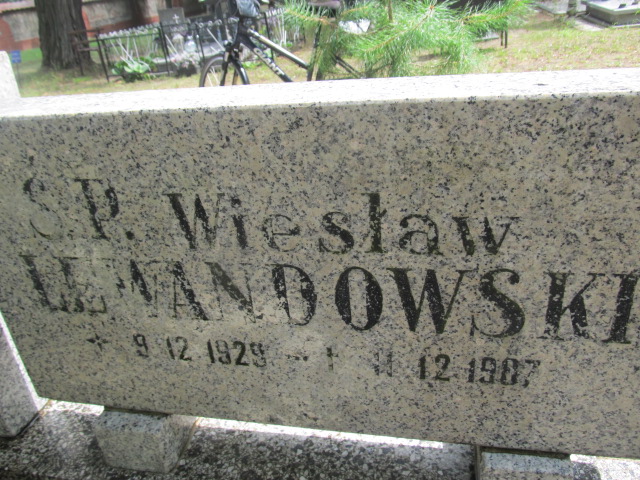 Ś.P. Wiesław
LEWANDOWSKI
9 12 1929 - † 11 12 1987